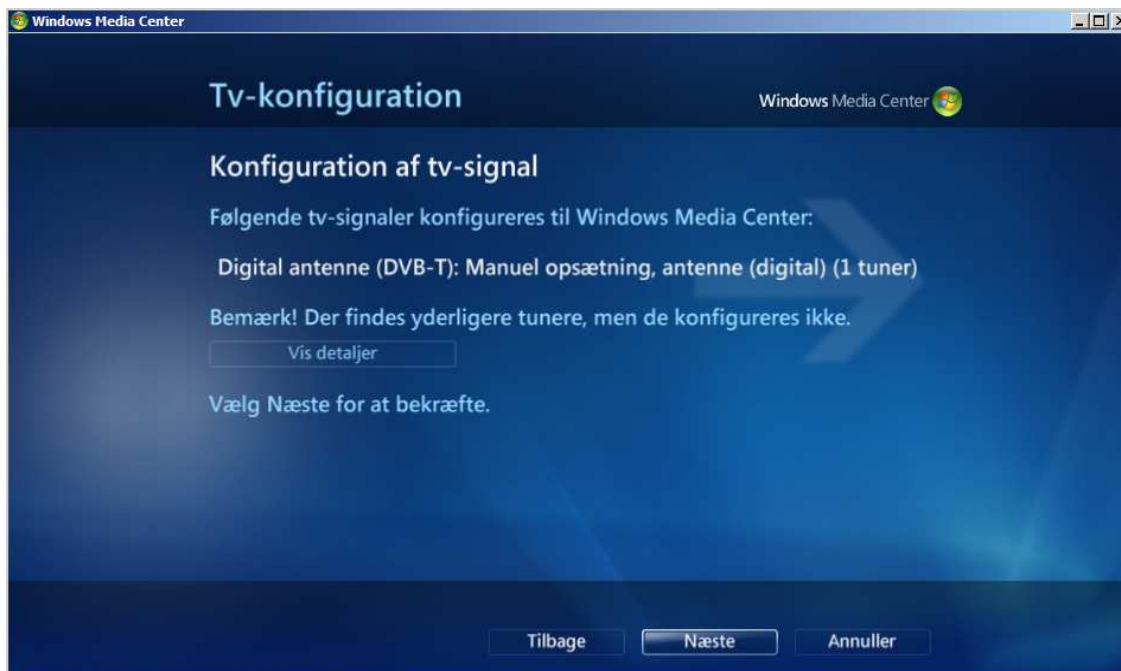 Windows Media Center
Tv-konfiguration
Windows Media Center
Konfiguration af tv-signal
Følgende tv-signaler konfigureres til Windows Media Center:
Digital antenne (DVB-T): Manuel opsætning, antenne (digital) (1 tuner)
Bemærk! Der findes yderligere tunere, men de konfigureres ikke.
Vis detaljer
Vælg Næste for at bekræfte.
Tilbage Næste Annuller